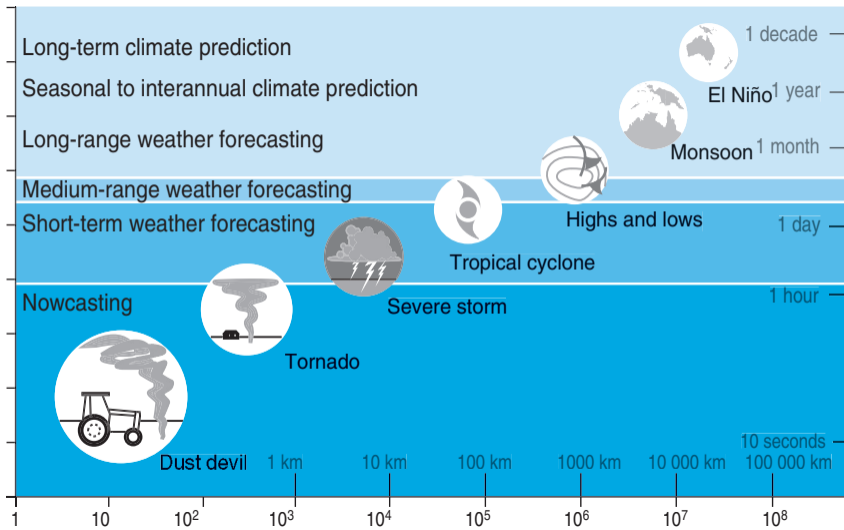 Long-term climate prediction
1 decade
Seasonal to interannual climate prediction
El Niño
1 year
Long-range weather forecasting
Monsoon
1 month
Medium-range weather forecasting
Highs and lows
Short-term weather forecasting
1 day
Tropical cyclone
Nowcasting
Severe storm
1 hour
Tornado
10 seconds
Dust devil
1 km
10 km
100 km
1000 km
10 000 km
100 000 km
1
10
10²
10³
10⁴
10⁵
10⁶
10⁷
10⁸